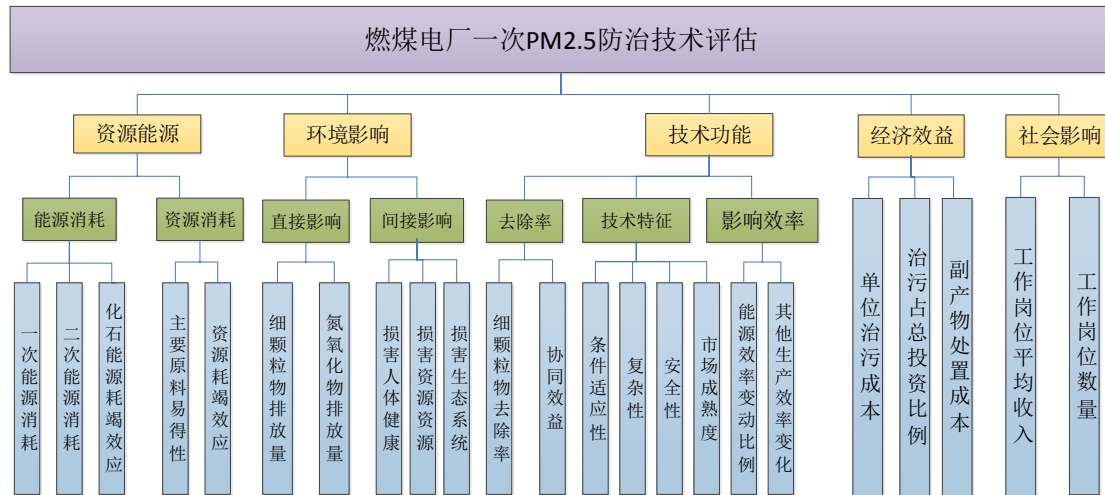 燃煤电厂一次PM2.5防治技术评估
资源能源
环境影响
技术功能
经济效益
社会影响
能源消耗
资源消耗
直接影响
间接影响
去除率
技术特征
影响效率
一次能源消耗
二次能源消耗
化石能源耗竭效应
主要原料易得性
资源耗竭效应
细颗粒物排放量
氮氧化物排放量
损害人体健康
损害资源资源
损害生态系统
细颗粒物去除率
协同效益
条件适应性
复杂性
安全性
市场成熟度
能源效率变动比例
其他生产效率变化
单位治污成本
治污占总投资比例
副产物处置成本
工作岗位平均收入
工作岗位数量